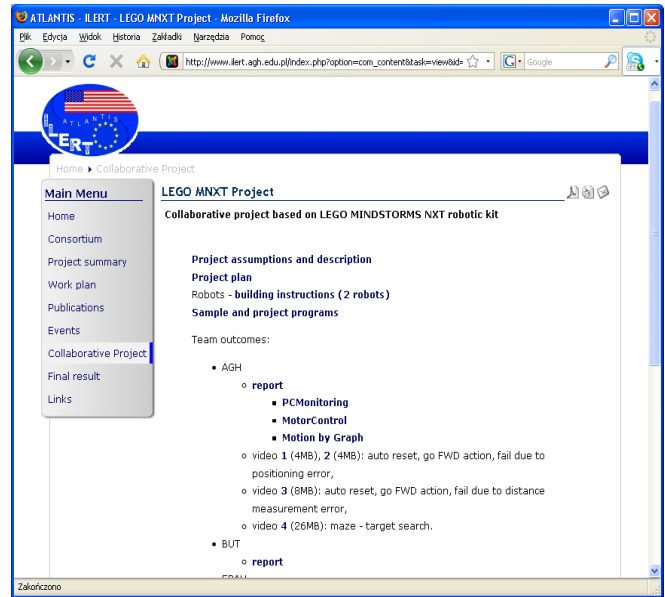 ATLANTIS - ILERT - LEGO MNXT Project - Mozilla Firefox
Plik Edycja Widok Historia Zakładki Narzędzia Pomoc
http://www.ilert.agh.edu.pl/index.php?option=com_content&task=view&id=
G Google
ATLANTIS
ILERT
Home Collaborative Project
Main Menu
Home
Consortium
Project summary
Work plan
Publications
Events
Collaborative Project
Final result
Links
LEGO MNXT Project
Collaborative project based on LEGO MINDSTORMS NXT robotic kit
Project assumptions and description
Project plan
Robots - building instructions (2 robots)
Sample and project programs
Team outcomes:
• AGH
report
PCMonitoring
MotorControl
Motion by Graph
video 1 (4MB), 2 (4MB): auto reset, go FWD action, fail due to
positioning error,
video 3 (8MB): auto reset, go FWD action, fail due to distance
measurement error,
video 4 (26MB): maze - target search.
• BUT
report
Zakończono